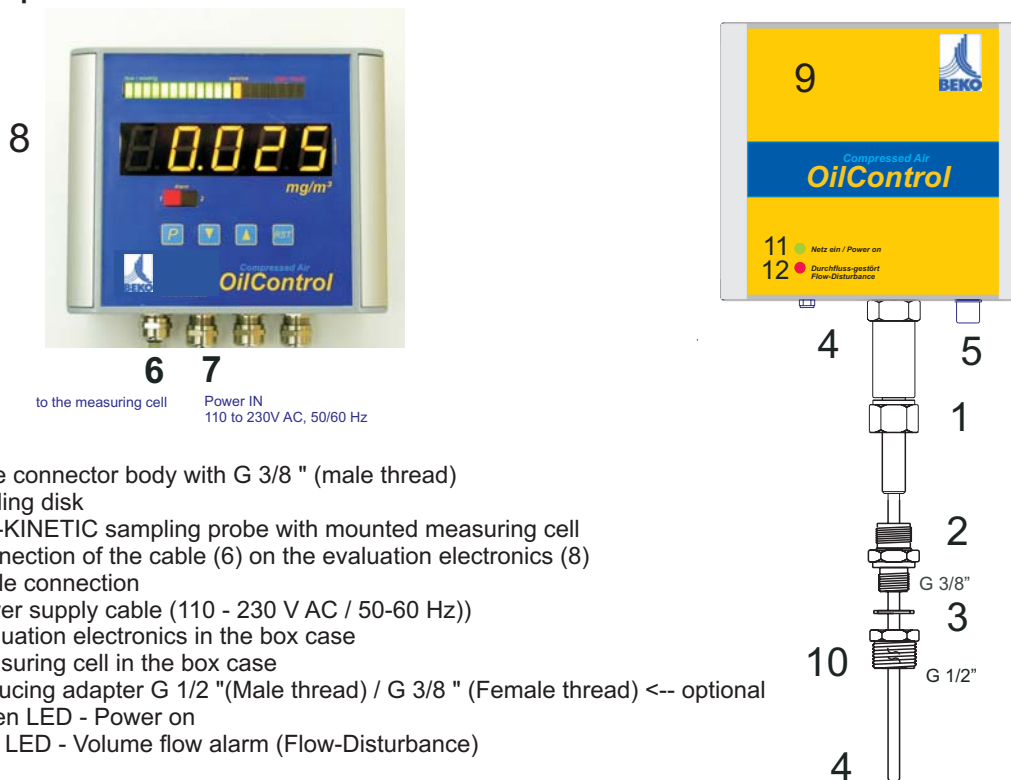 service
8
0.025
mg/m³
Alarm
1 2
P RST
BEKO
Compressed Air
OilControl
6 7
to the measuring cell
Power IN
110 to 230V AC, 50/60 Hz
9
BEKO
Compressed Air
OilControl
11 Netz ein / Power on
12 Durchfluss-gestört
Flow-Disturbance
4
5
1
2
G 3/8”
3
10
G 1/2”
4
e connector body with G 3/8 " (male thread)
ling disk
-KINETIC sampling probe with mounted measuring cell
nnection of the cable (6) on the evaluation electronics (8)
le connection
er supply cable (110 - 230 V AC / 50-60 Hz))
uation electronics in the box case
suring cell in the box case
ucing adapter G 1/2 "(Male thread) / G 3/8 " (Female thread) <-- optional
en LED - Power on
LED - Volume flow alarm (Flow-Disturbance)